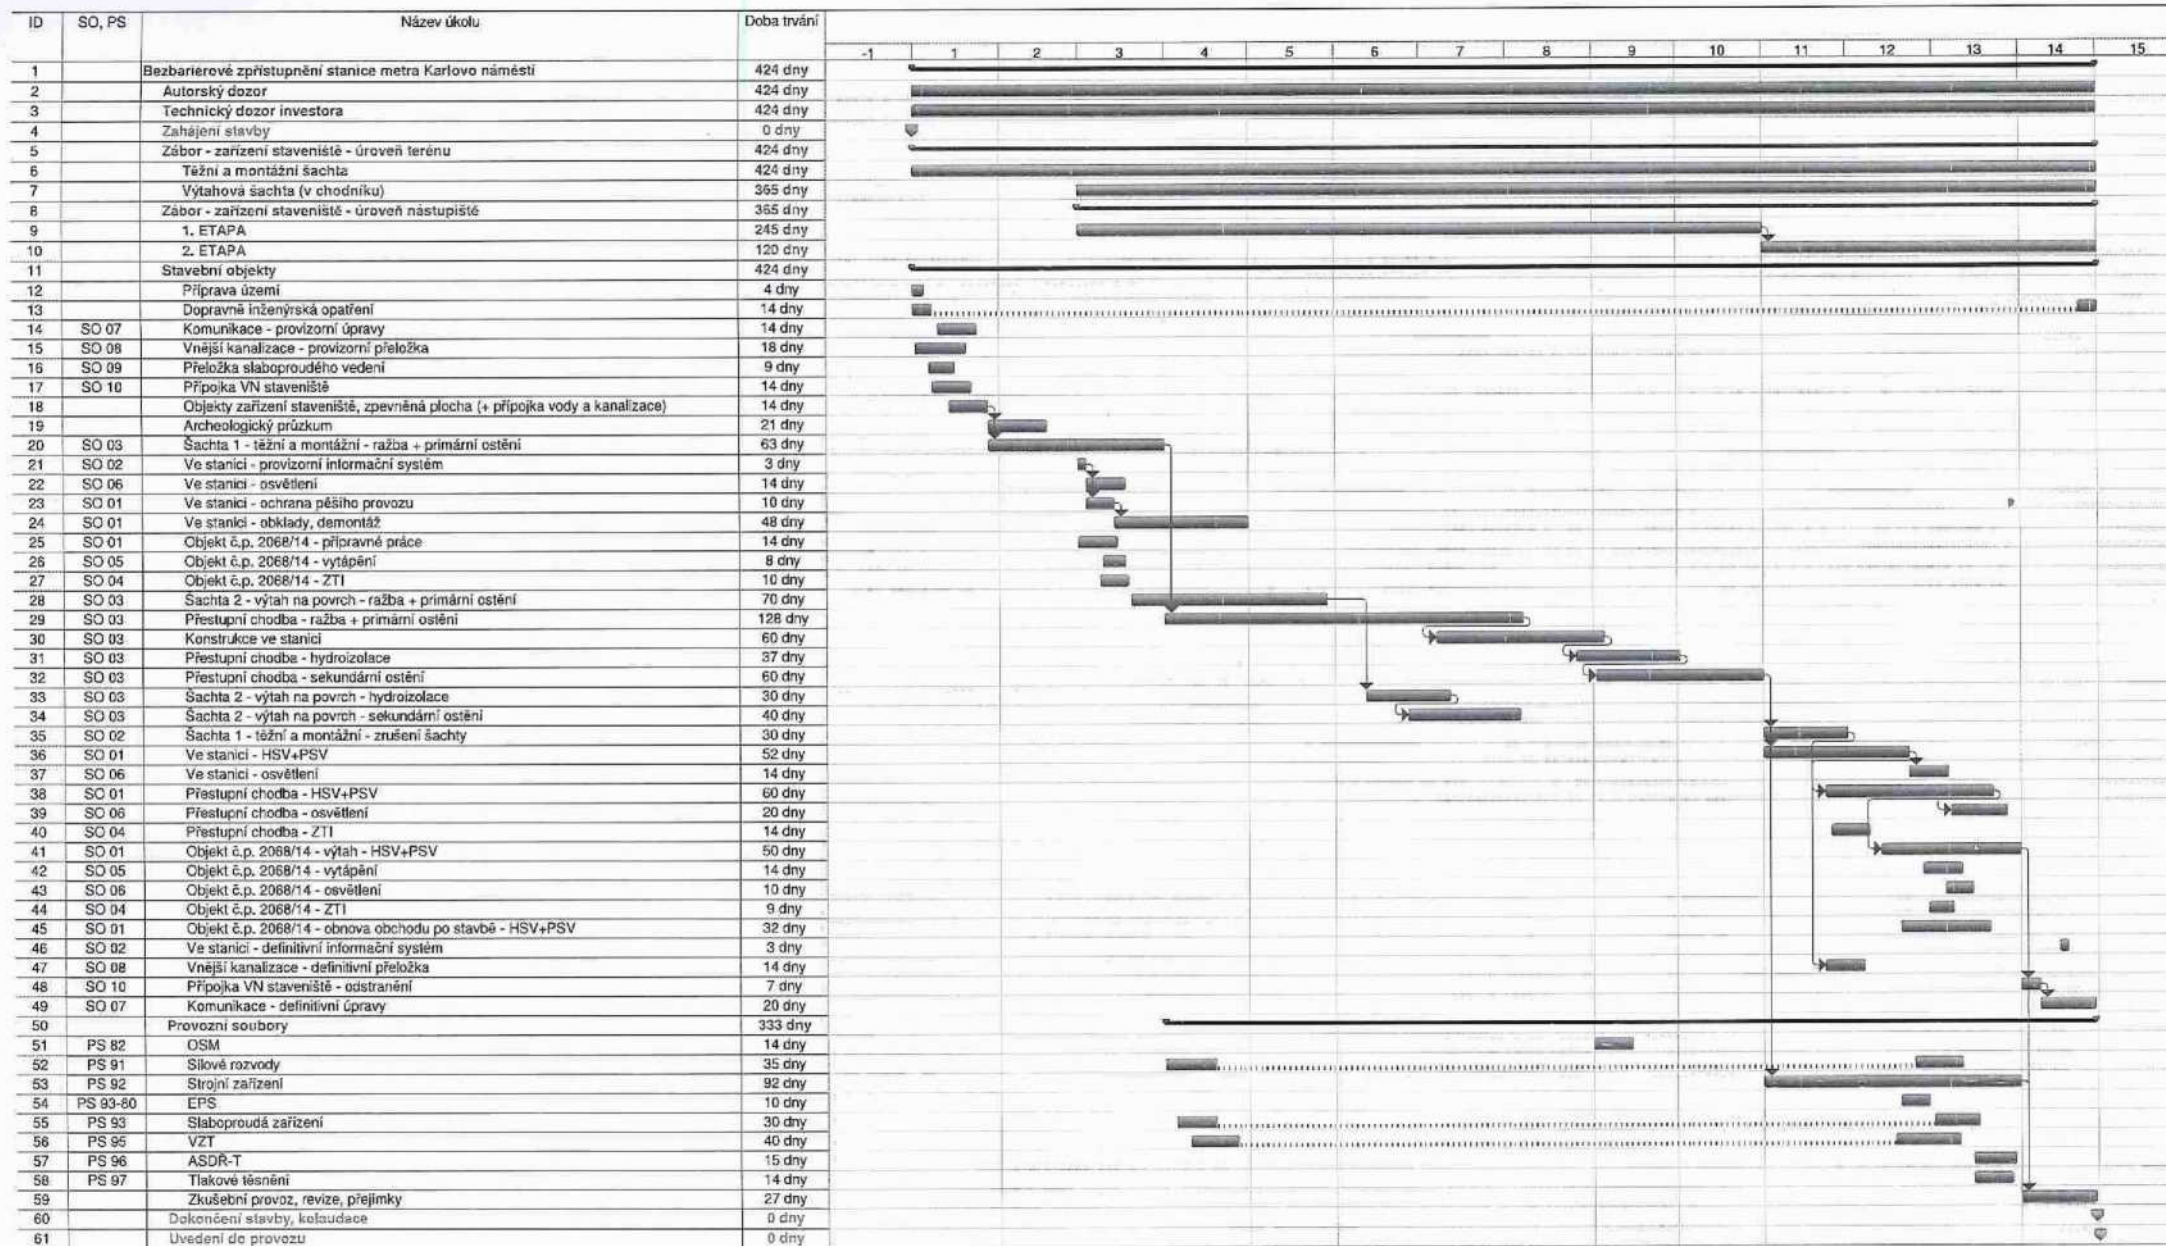 ID SO, PS Název úkolu Doba trvání
-1 1 2 3 4 5 6 7 8 9 10 11 12 13 14 15
1 Bezbariérové zpřístupnění stanice metra Karlovo náměstí 424 dny
2 Autorský dozor 424 dny
3 Technický dozor investora 424 dny
4 Zahájení stavby 0 dny
5 Zábor - zařízení staveniště - úroveň terénu 424 dny
6 Těžní a montážní šachta 424 dny
7 Výtahová šachta (v chodníku) 365 dny
8 Zábor - zařízení staveniště - úroveň nástupiště 365 dny
9 1. ETAPA 245 dny
10 2. ETAPA 120 dny
11 Stavební objekty 424 dny
12 Příprava území 4 dny
13 Dopravně inženýrská opatření 14 dny
14 SO 07 Komunikace - provizorní úpravy 14 dny
15 SO 08 Vnější kanalizace - provizorní přeložka 18 dny
16 SO 09 Přeložka slaboproudého vedení 9 dny
17 SO 10 Přípojka VN staveniště 14 dny
18 Objekty zařízení staveniště, zpevněná plocha (+ přípojka vody a kanalizace) 14 dny
19 Archeologický průzkum 21 dny
20 SO 03 Šachta 1 - těžní a montážní - ražba + primární ostění 63 dny
21 SO 02 Ve stanici - provizorní informační systém 3 dny
22 SO 06 Ve stanici - osvětlení 14 dny
23 SO 01 Ve stanici - ochrana pěšího provozu 10 dny
24 SO 01 Ve stanici - obklady, demontáž 48 dny
25 SO 01 Objekt č.p. 2068/14 - přípravné práce 14 dny
26 SO 05 Objekt č.p. 2068/14 - vytápění 8 dny
27 SO 04 Objekt č.p. 2068/14 - ZTI 10 dny
28 SO 03 Šachta 2 - výtah na povrch - ražba + primární ostění 70 dny
29 SO 03 Přestupní chodba - ražba + primární ostění 128 dny
30 SO 03 Konstrukce ve stanici 60 dny
31 SO 03 Přestupní chodba - hydroizolace 37 dny
32 SO 03 Přestupní chodba - sekundární ostění 60 dny
33 SO 03 Šachta 2 - výtah na povrch - hydroizolace 30 dny
34 SO 03 Šachta 2 - výtah na povrch - sekundární ostění 40 dny
35 SO 02 Šachta 1 - těžní a montážní - zrušení šachty 30 dny
36 SO 01 Ve stanici - HSV+PSV 52 dny
37 SO 06 Ve stanici - osvětlení 14 dny
38 SO 01 Přestupní chodba - HSV+PSV 60 dny
39 SO 06 Přestupní chodba - osvětlení 20 dny
40 SO 04 Přestupní chodba - ZTI 14 dny
41 SO 01 Objekt č.p. 2068/14 - výtah - HSV+PSV 50 dny
42 SO 05 Objekt č.p. 2068/14 - vytápění 14 dny
43 SO 06 Objekt č.p. 2068/14 - osvětlení 10 dny
44 SO 04 Objekt č.p. 2068/14 - ZTI 9 dny
45 SO 01 Objekt č.p. 2068/14 - obnova obchodu po stavbě - HSV+PSV 32 dny
46 SO 02 Ve stanici - definitivní informační systém 3 dny
47 SO 08 Vnější kanalizace - definitivní přeložka 14 dny
48 SO 10 Přípojka VN staveniště - odstranění 7 dny
49 SO 07 Komunikace - definitivní úpravy 20 dny
50 Provozní soubory 333 dny
51 PS 82 OSM 14 dny
52 PS 91 Silové rozvody 35 dny
53 PS 92 Strojní zařízení 92 dny
54 PS 93-80 EPS 10 dny
55 PS 93 Slaboproudá zařízení 30 dny
56 PS 95 VZT 40 dny
57 PS 96 ASDŘ-T 15 dny
58 PS 97 Tlakové těsnění 14 dny
59 Zkušební provoz, revize, přejímky 27 dny
60 Dokončení stavby, kolaudace 0 dny
61 Uvedení do provozu 0 dny